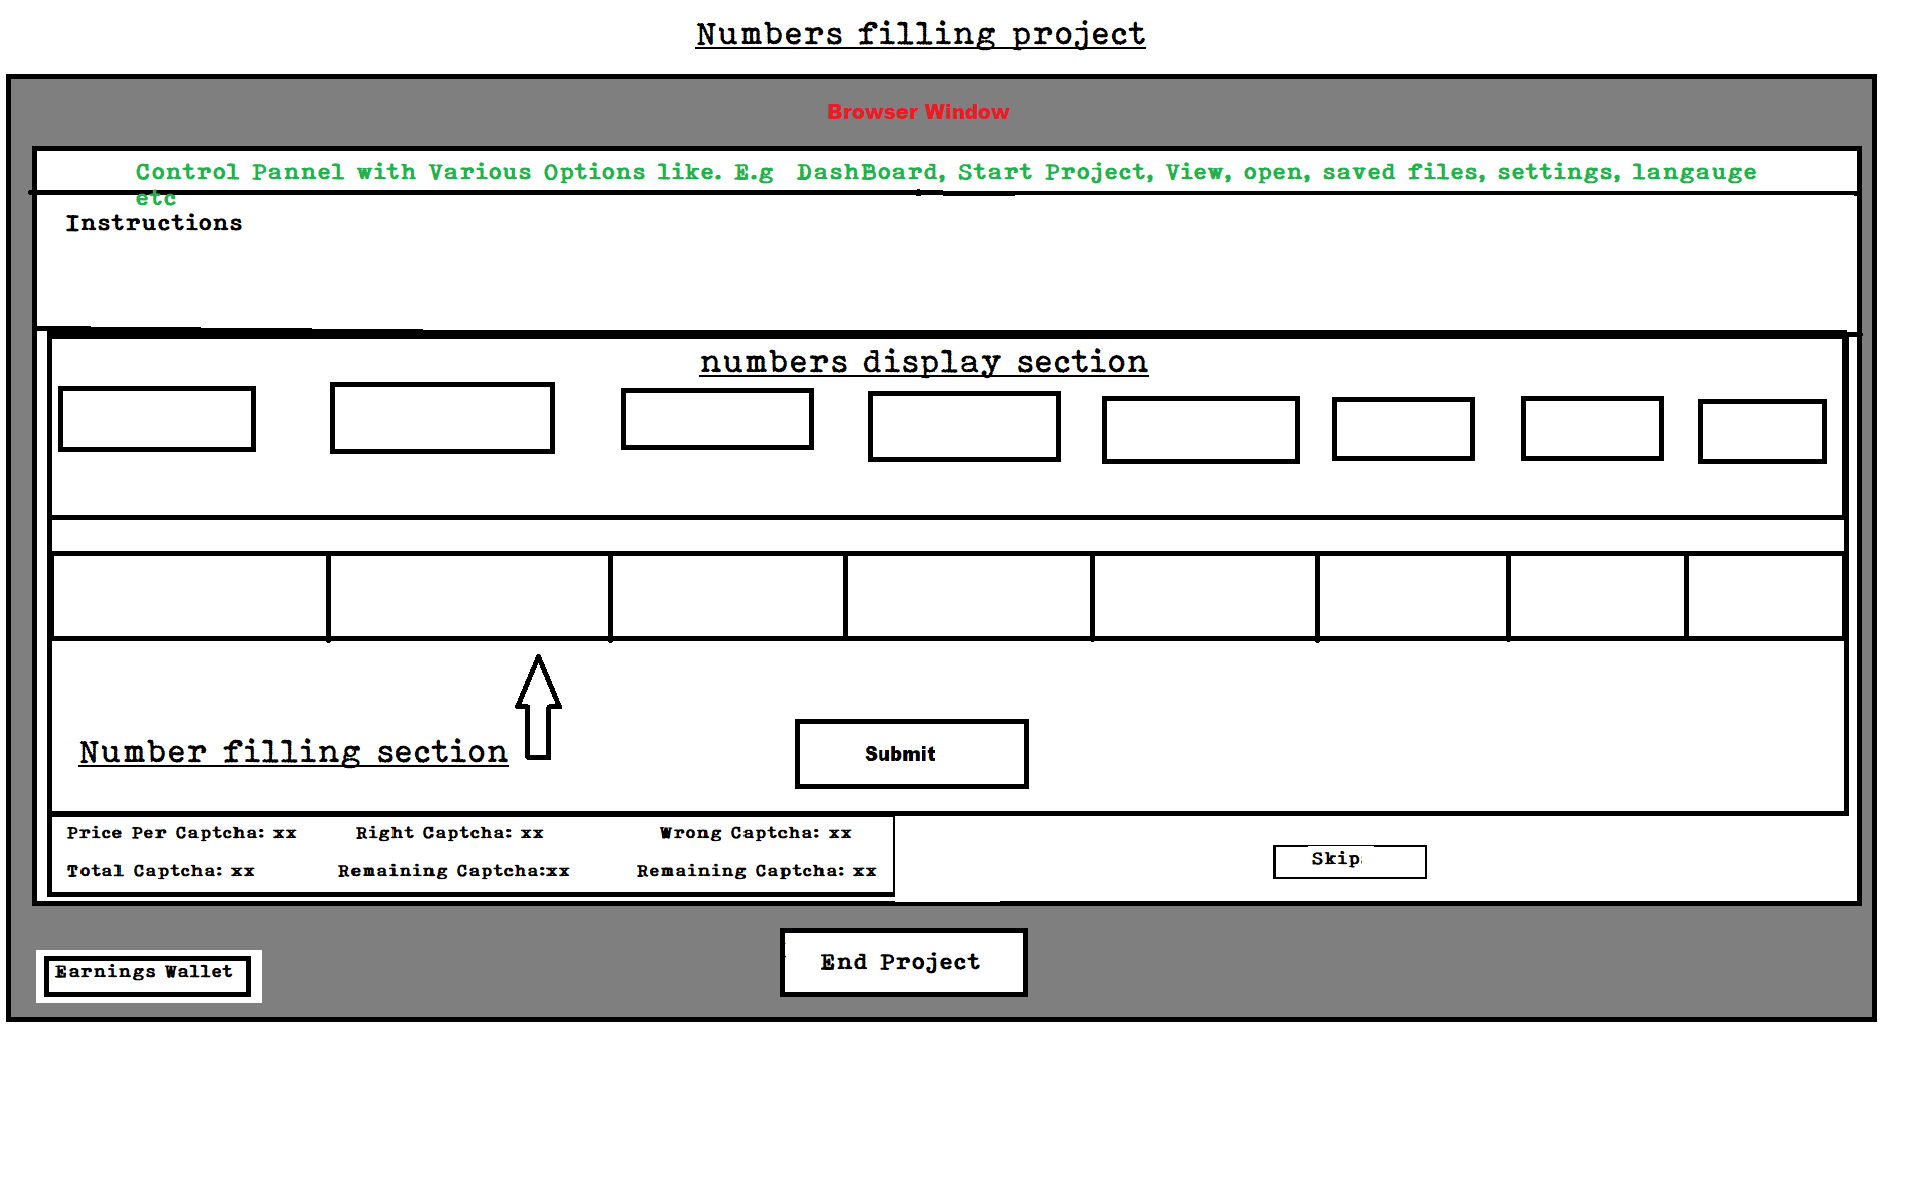 Numbers filling project
Browser Window
Control Pannel with Various Options like. E.g DashBoard, Start Project, View, open, saved files, settings, langauge
etc
Instructions
numbers display section
Number filling section
Submit
Price Per Captcha: xx Right Captcha: xx Wrong Captcha: xx
Total Captcha: xx Remaining Captcha:xx Remaining Captcha: xx
Skip
Earnings Wallet
End Project